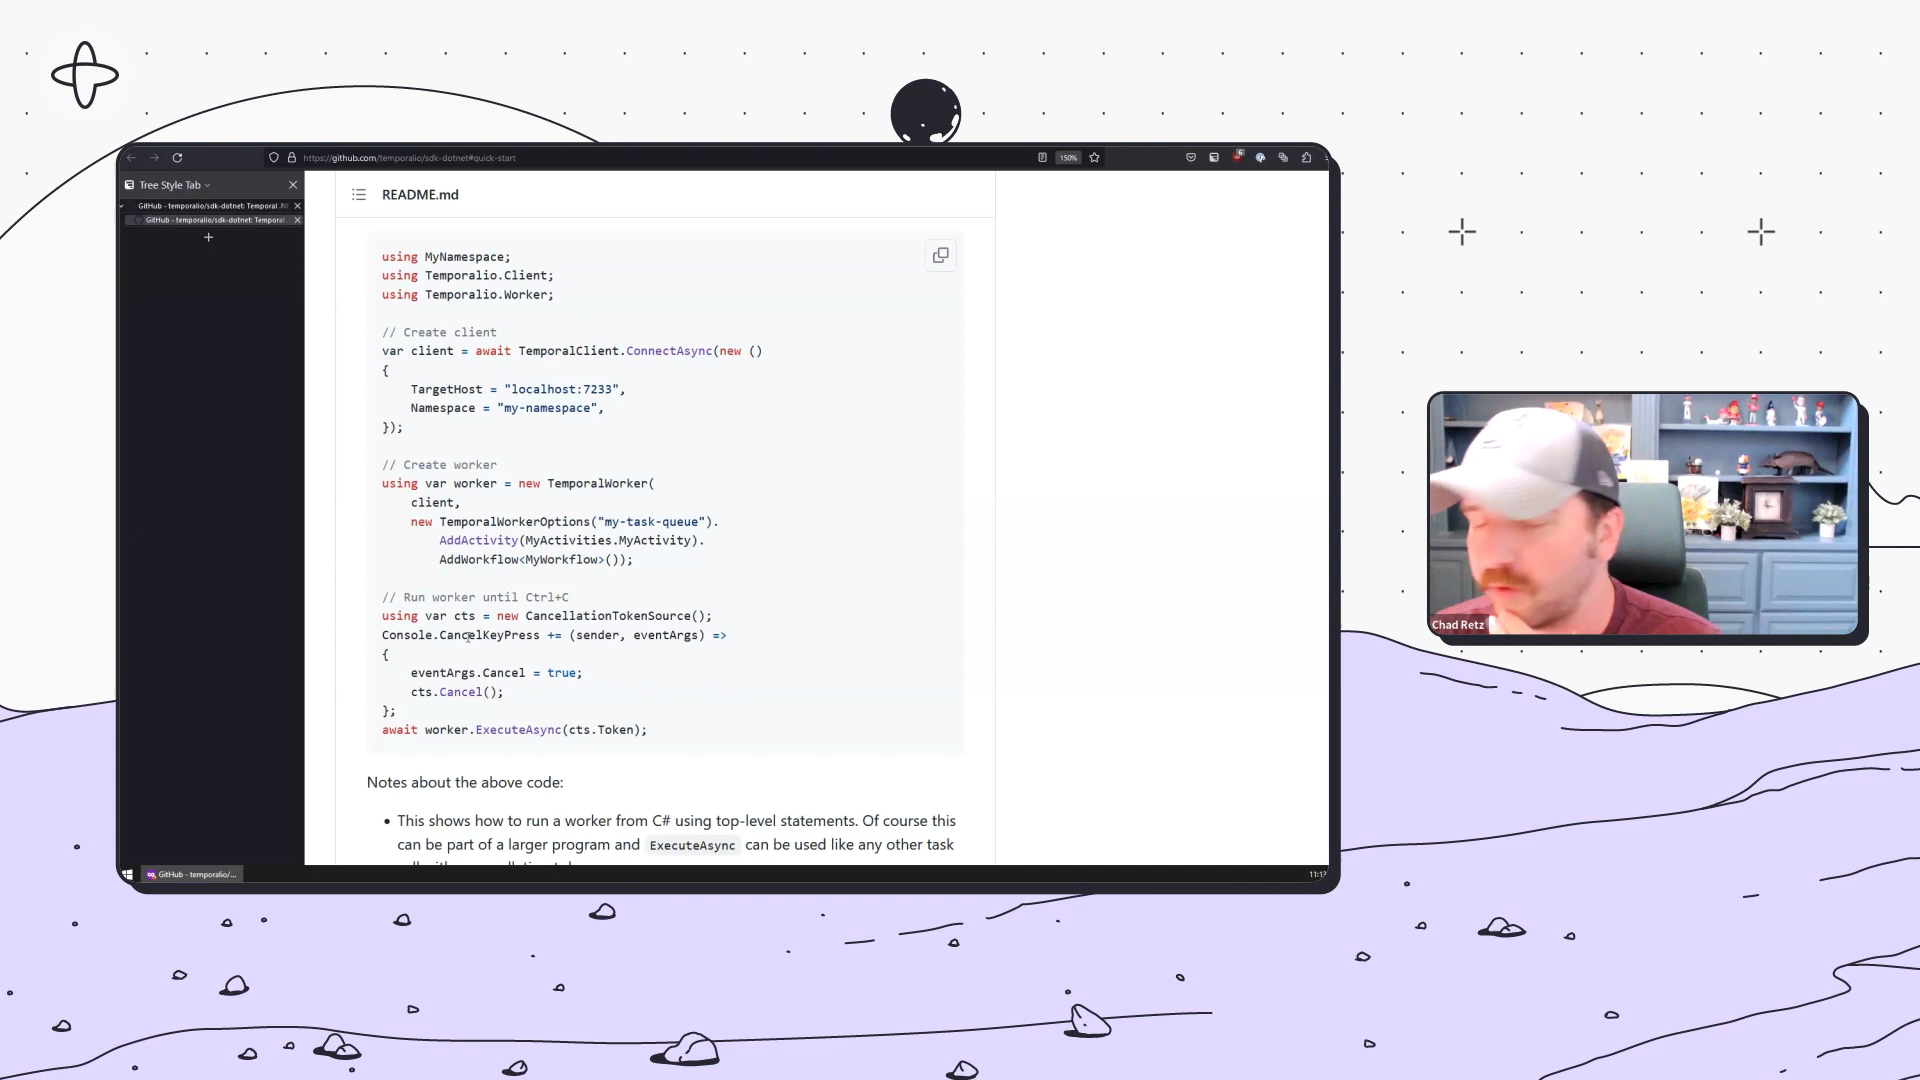 https://github.com/temporalio/sdk-dotnet#quick-start
150%
6
Tree Style Tab
GitHub - temporalio/sdk-dotnet: Temporal .NE
GitHub - temporalio/sdk-dotnet: Temporal
README.md
using MyNamespace;
using Temporalio.Client;
using Temporalio.Worker;
// Create client
var client = await TemporalClient.ConnectAsync(new ()
{
TargetHost = "localhost:7233",
Namespace = "my-namespace",
});
// Create worker
using var worker = new TemporalWorker(
client,
new TemporalWorkerOptions("my-task-queue").
AddActivity(MyActivities.MyActivity).
AddWorkflow<MyWorkflow>());
// Run worker until Ctrl+C
using var cts = new CancellationTokenSource();
Console.CancelKeyPress += (sender, eventArgs) =>
{
eventArgs.Cancel = true;
cts.Cancel();
};
await worker.ExecuteAsync(cts.Token);
Notes about the above code:
• This shows how to run a worker from C# using top-level statements. Of course this
can be part of a larger program and ExecuteAsync can be used like any other task
GitHub - temporalio/...
Chad Retz